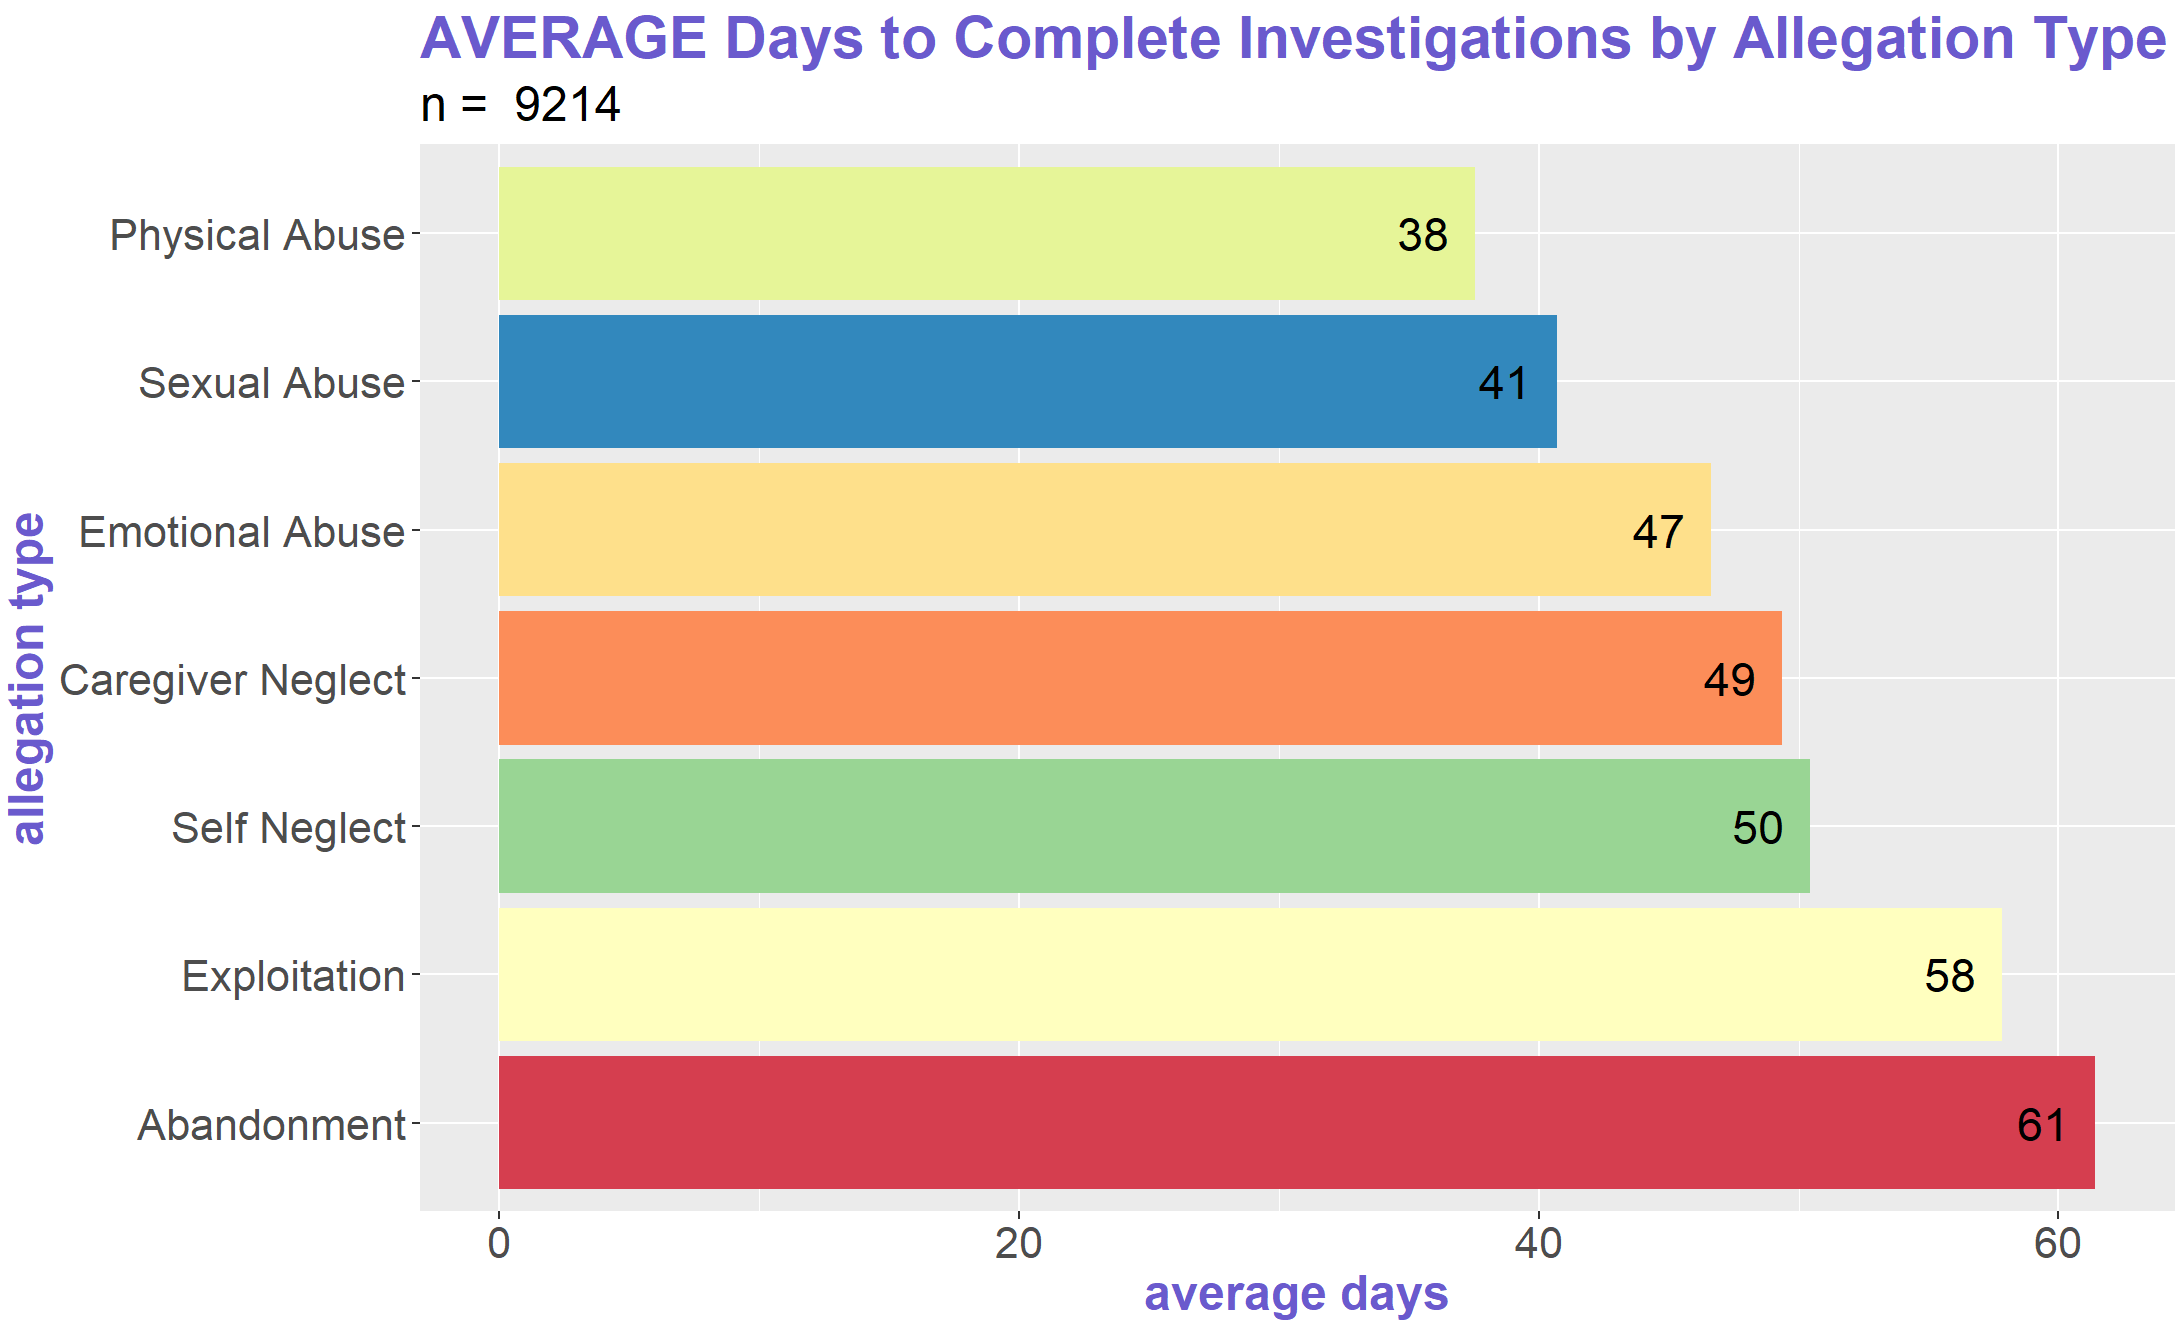 AVERAGE Days to Complete Investigations by Allegation Type
n =  9214
Physical Abuse
38
Sexual Abuse
41
Emotional Abuse
47
Caregiver Neglect
49
Self Neglect
50
Exploitation
58
Abandonment
61
allegation type
0 20 40 60
average days